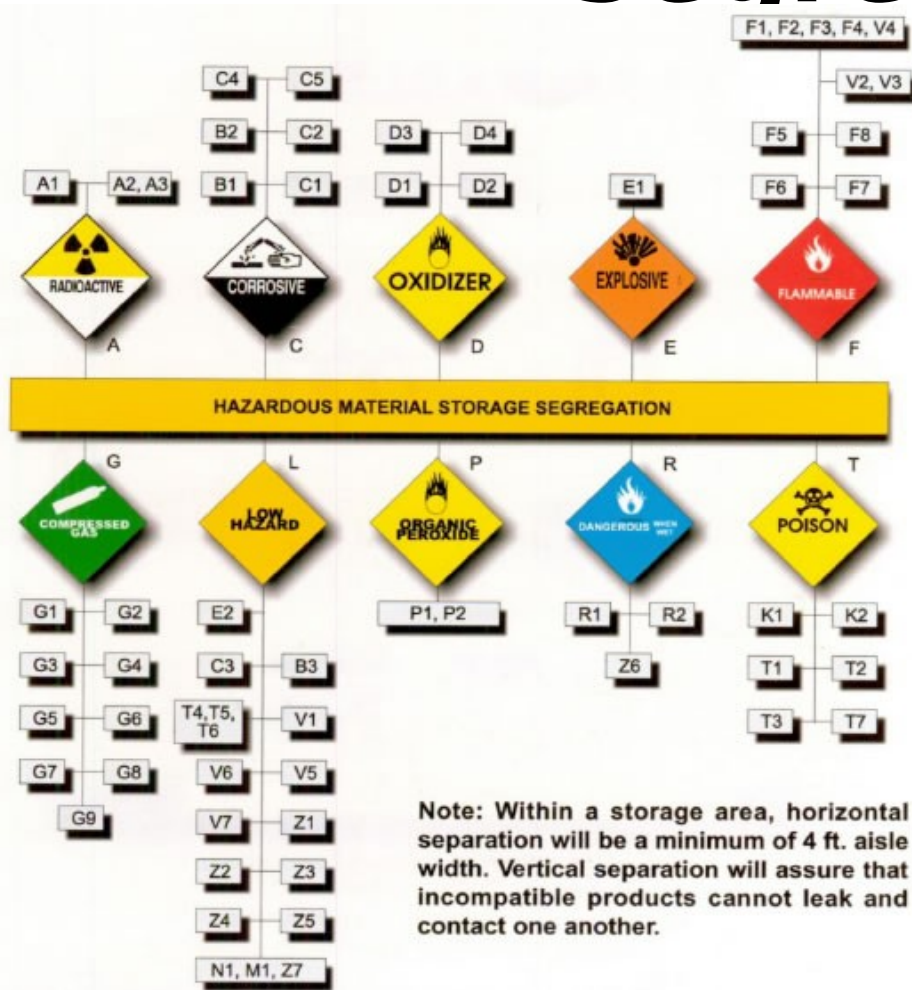 F1, F2, F3, F4, V4
C4 C5 V2, V3
B2 C2 D3 D4 F5 F8
A1 A2, A3 B1 C1 D1 D2 E1 F6 F7
RADIOACTIVE
CORROSIVE
OXIDIZER
EXPLOSIVE
FLAMMABLE
A C D E F
HAZARDOUS MATERIAL STORAGE SEGREGATION
G L P R T
COMPRESSED
GAS
LOW
HAZARD
ORGANIC
PEROXIDE
DANGEROUS WHEN
WET
POISON
G1 G2 E2 P1, P2 R1 R2 K1 K2
G3 G4 C3 B3 Z6 T1 T2
G5 G6 T4,T5,
T6 V1 T3 T7
G7 G8 V6 V5
G9 V7 Z1
Z2 Z3
Z4 Z5
N1, M1, Z7
Note: Within a storage area, horizontal
separation will be a minimum of 4 ft. aisle
width. Vertical separation will assure that
incompatible products cannot leak and
contact one another.